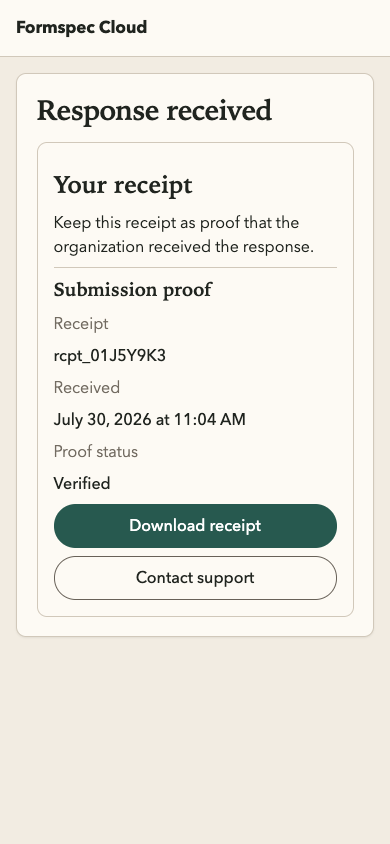 Formspec Cloud
Response received
Your receipt
Keep this receipt as proof that the
organization received the response.
Submission proof
Receipt
rcpt_01J5Y9K3
Received
July 30, 2026 at 11:04 AM
Proof status
Verified
Download receipt
Contact support